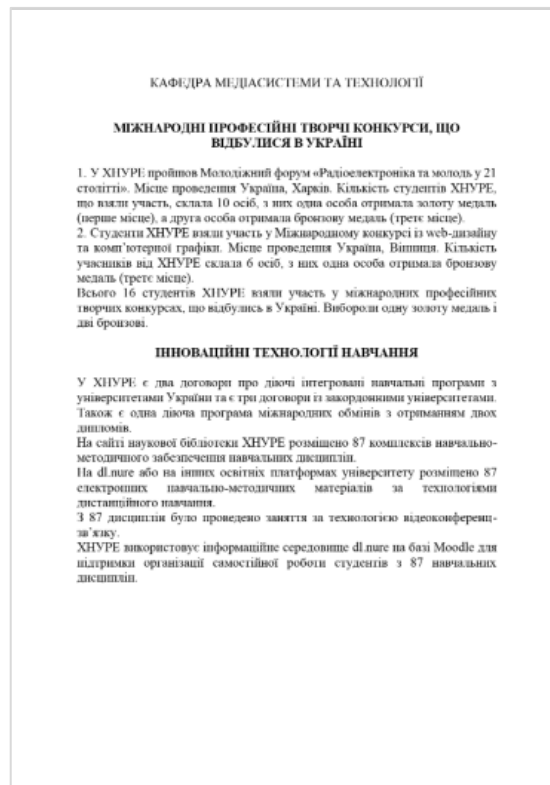 КАФЕДРА МЕДІАСИСТЕМИ ТА ТЕХНОЛОГІЇ
МІЖНАРОДНІ ПРОФЕСІЙНІ ТВОРЧІ КОНКУРСИ, ЩО
ВІДБУЛИСЯ В УКРАЇНІ
1. У ХНУРЕ пройшов Молодіжний форум «Радіоелектроніка та молодь у 21
столітті». Місце проведення Україна, Харків. Кількість студентів ХНУРЕ,
що взяли участь, склала 10 осіб, з них одна особа отримала золоту медаль
(перше місце), а друга особа отримала бронзову медаль (третє місце).
2. Студенти ХНУРЕ взяли участь у Міжнародному конкурсі із web-дизайну
та комп’ютерної графіки. Місце проведення Україна, Вінниця. Кількість
учасників від ХНУРЕ склала 6 осіб, з них одна особа отримала бронзову
медаль (третє місце).
Всього 16 студентів ХНУРЕ взяли участь у міжнародних професійних
творчих конкурсах, що відбулись в Україні. Вибороли одну золоту медаль і
дві бронзові.
ІННОВАЦІЙНІ ТЕХНОЛОГІЇ НАВЧАННЯ
У ХНУРЕ є два договори про діючі інтегровані навчальні програми з
університетами України та є три договори із закордонними університетами.
Також є одна діюча програма міжнародних обмінів з отриманням двох
дипломів.
На сайті наукової бібліотеки ХНУРЕ розміщено 87 комплексів навчально-
методичного забезпечення навчальних дисциплін.
На dl.nure або на інших освітніх платформах університету розміщено 87
електронних навчально-методичних матеріалів за технологіями
дистанційного навчання.
З 87 дисциплін було проведено заняття за технологією відеоконференц-
зв’язку.
ХНУРЕ використовує інформаційне середовище dl.nure на базі Moodle для
підтримки організації самостійної роботи студентів з 87 навчальних
дисциплін.